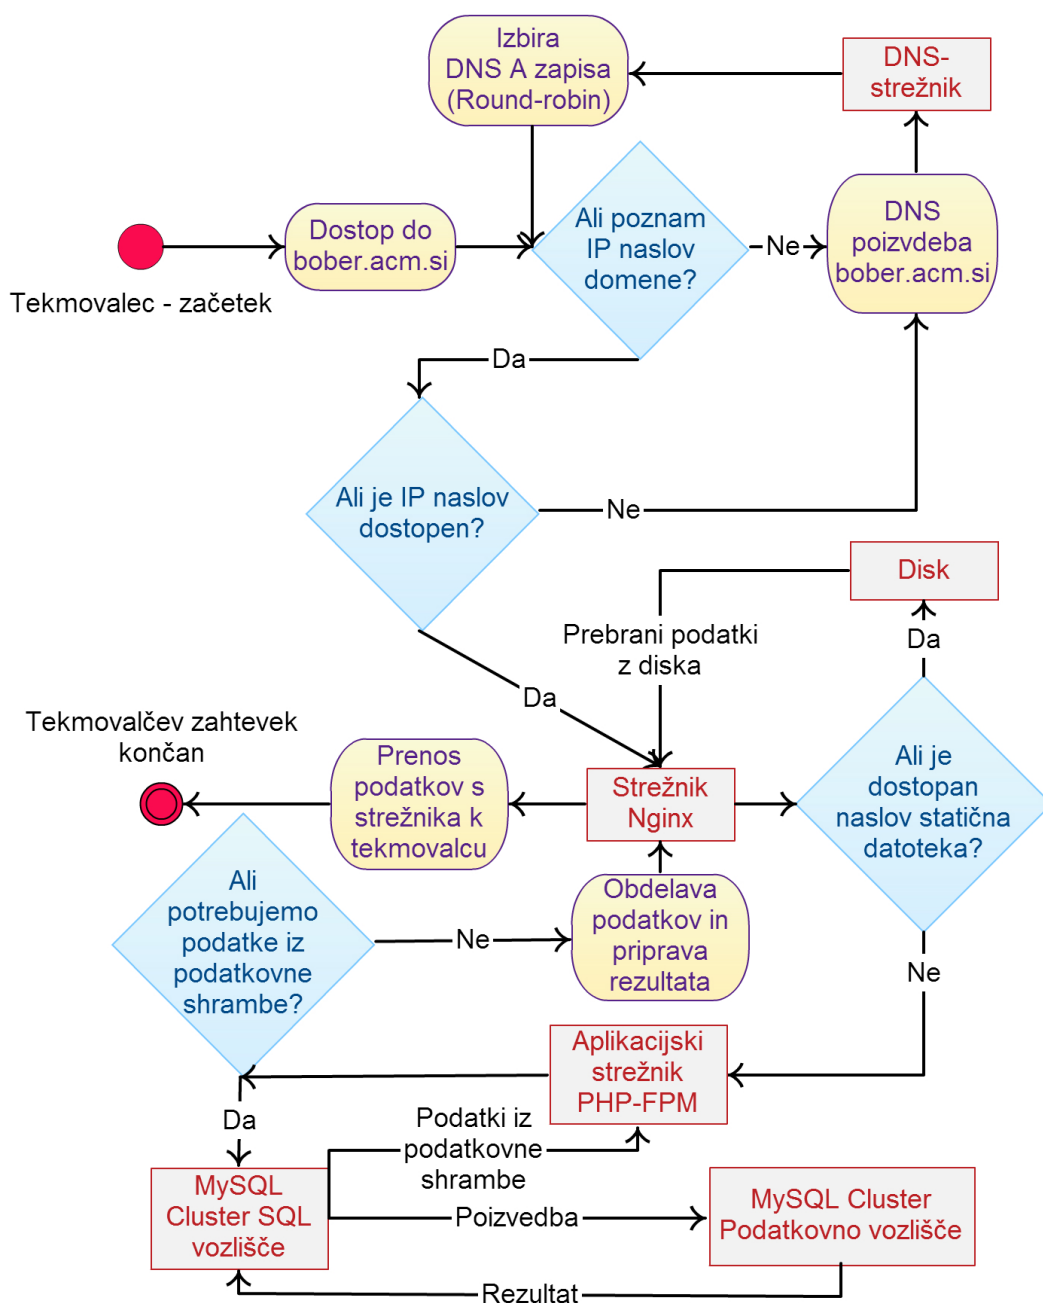 Izbira
DNS A zapisa
(Round-robin)
DNS-
strežnik
Dostop do
bober.acm.si
Ali poznam
IP naslov
domene?
Ne
DNS
poizvdeba
bober.acm.si
Tekmovalec - začetek
Da
Ali je IP naslov
dostopen?
Ne
Disk
Prebrani podatki
z diska
Da
Da
Tekmovalčev zahtevek
končan
Prenos
podatkov s
strežnika k
tekmovalcu
Strežnik
Nginx
Ali je
dostopan
naslov statična
datoteka?
Ali
potrebujemo
podatke iz
podatkovne
shrambe?
Ne
Obdelava
podatkov in
priprava
rezultata
Ne
Aplikacijski
strežnik
PHP-FPM
Da
Podatki iz
podatkovne
shrambe
MySQL
Cluster SQL
vozlišče
Poizvedba
MySQL Cluster
Podatkovno vozlišče
Rezultat